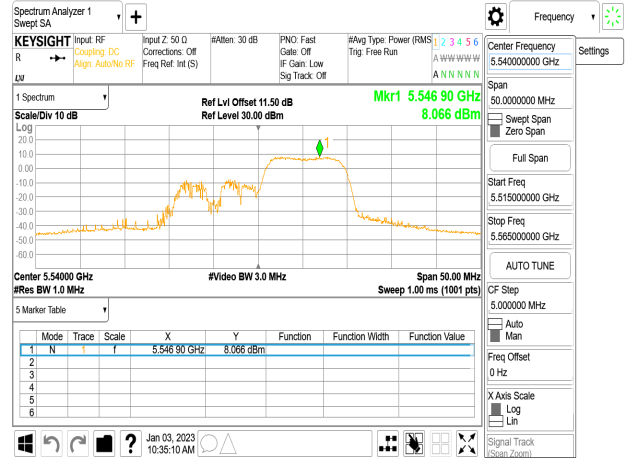 Spectrum Analyzer 1
Swept SA
Frequency
KEYSIGHT
R
Input: RF
Coupling: DC
Align: Auto/No RF
Input Z: 50 Ω
Corrections: Off
Freq Ref: Int (S)
#Atten: 30 dB
PNO: Fast
Gate: Off
IF Gain: Low
Sig Track: Off
#Avg Type: Power (RMS
Trig: Free Run
1 2 3 4 5 6
A W W W W W
A N N N N N
1 Spectrum
Scale/Div 10 dB
Log
Ref Lvl Offset 11.50 dB
Ref Level 30.00 dBm
Mkr1 5.546 90 GHz
8.066 dBm
1
20.0
10.0
0.00
-10.0
-20.0
-30.0
-40.0
-50.0
-60.0
Center 5.54000 GHz
#Res BW 1.0 MHz
#Video BW 3.0 MHz
Span 50.00 MHz
Sweep 1.00 ms (1001 pts)
5 Marker Table
Mode Trace Scale X Y Function Function Width Function Value
1 N 1 f 5.546 90 GHz 8.066 dBm
2
3
4
5
6
?
Jan 03, 2023
10:35:10 AM
Center Frequency
5.540000000 GHz
Settings
Span
50.0000000 MHz
Swept Span
Zero Span
Full Span
Start Freq
5.515000000 GHz
Stop Freq
5.565000000 GHz
AUTO TUNE
CF Step
5.000000 MHz
Auto
Man
Freq Offset
0 Hz
X Axis Scale
Log
Lin
Signal Track
(Span Zoom)